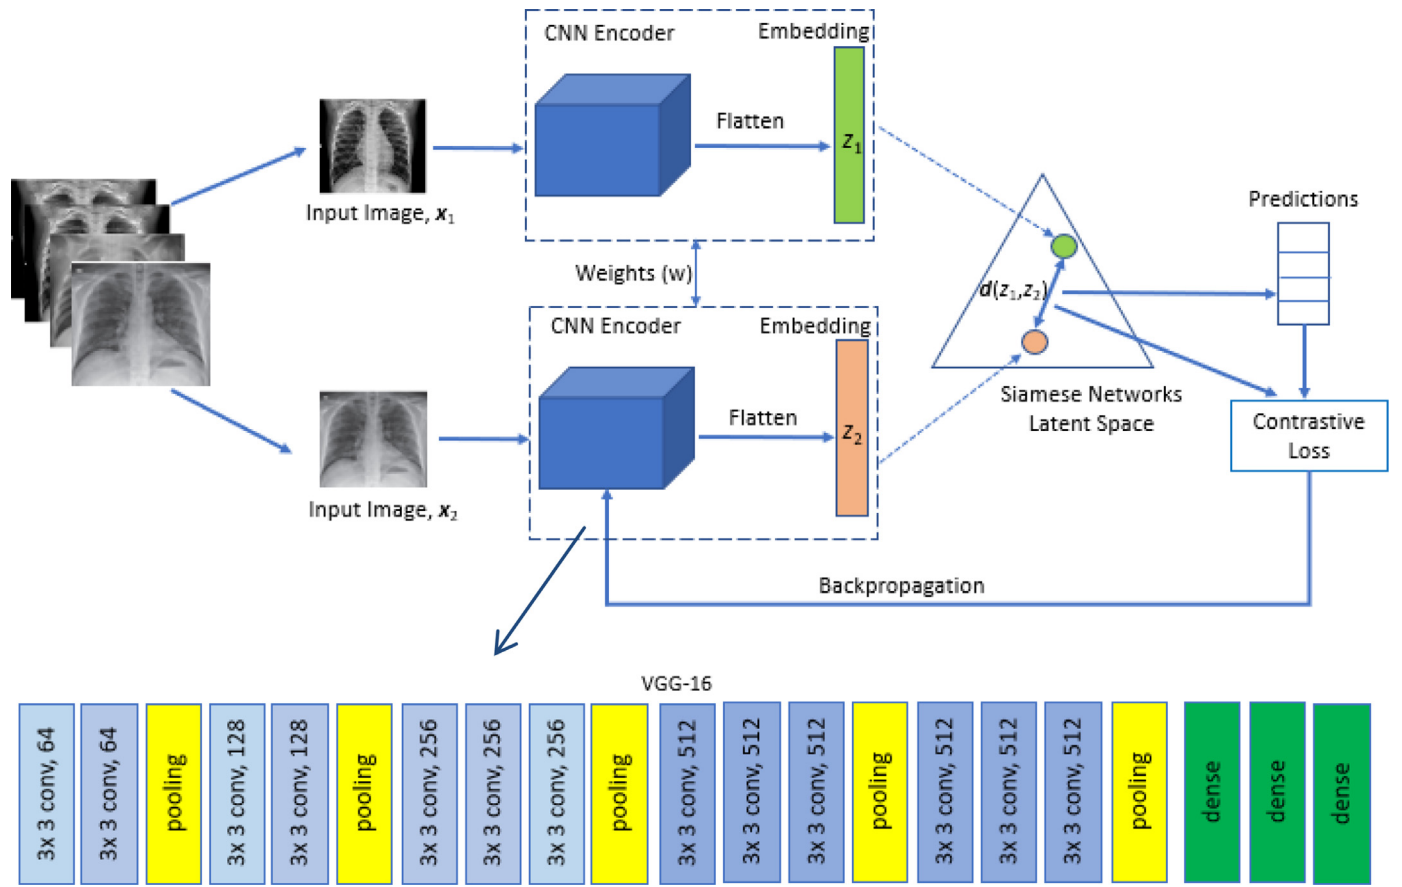 CNN Encoder
Embedding
Flatten
z1
Input Image, x1
Weights (w)
CNN Encoder
Embedding
Flatten
z2
Input Image, x2
d(z1,z2)
Siamese Networks
Latent Space
Predictions
Contrastive
Loss
Backpropagation
VGG-16
3x 3 conv, 64
3x 3 conv, 64
pooling
3x 3 conv, 128
3x 3 conv, 128
pooling
3x 3 conv, 256
3x 3 conv, 256
3x 3 conv, 256
pooling
3x 3 conv, 512
3x 3 conv, 512
3x 3 conv, 512
pooling
3x 3 conv, 512
3x 3 conv, 512
3x 3 conv, 512
pooling
dense
dense
dense